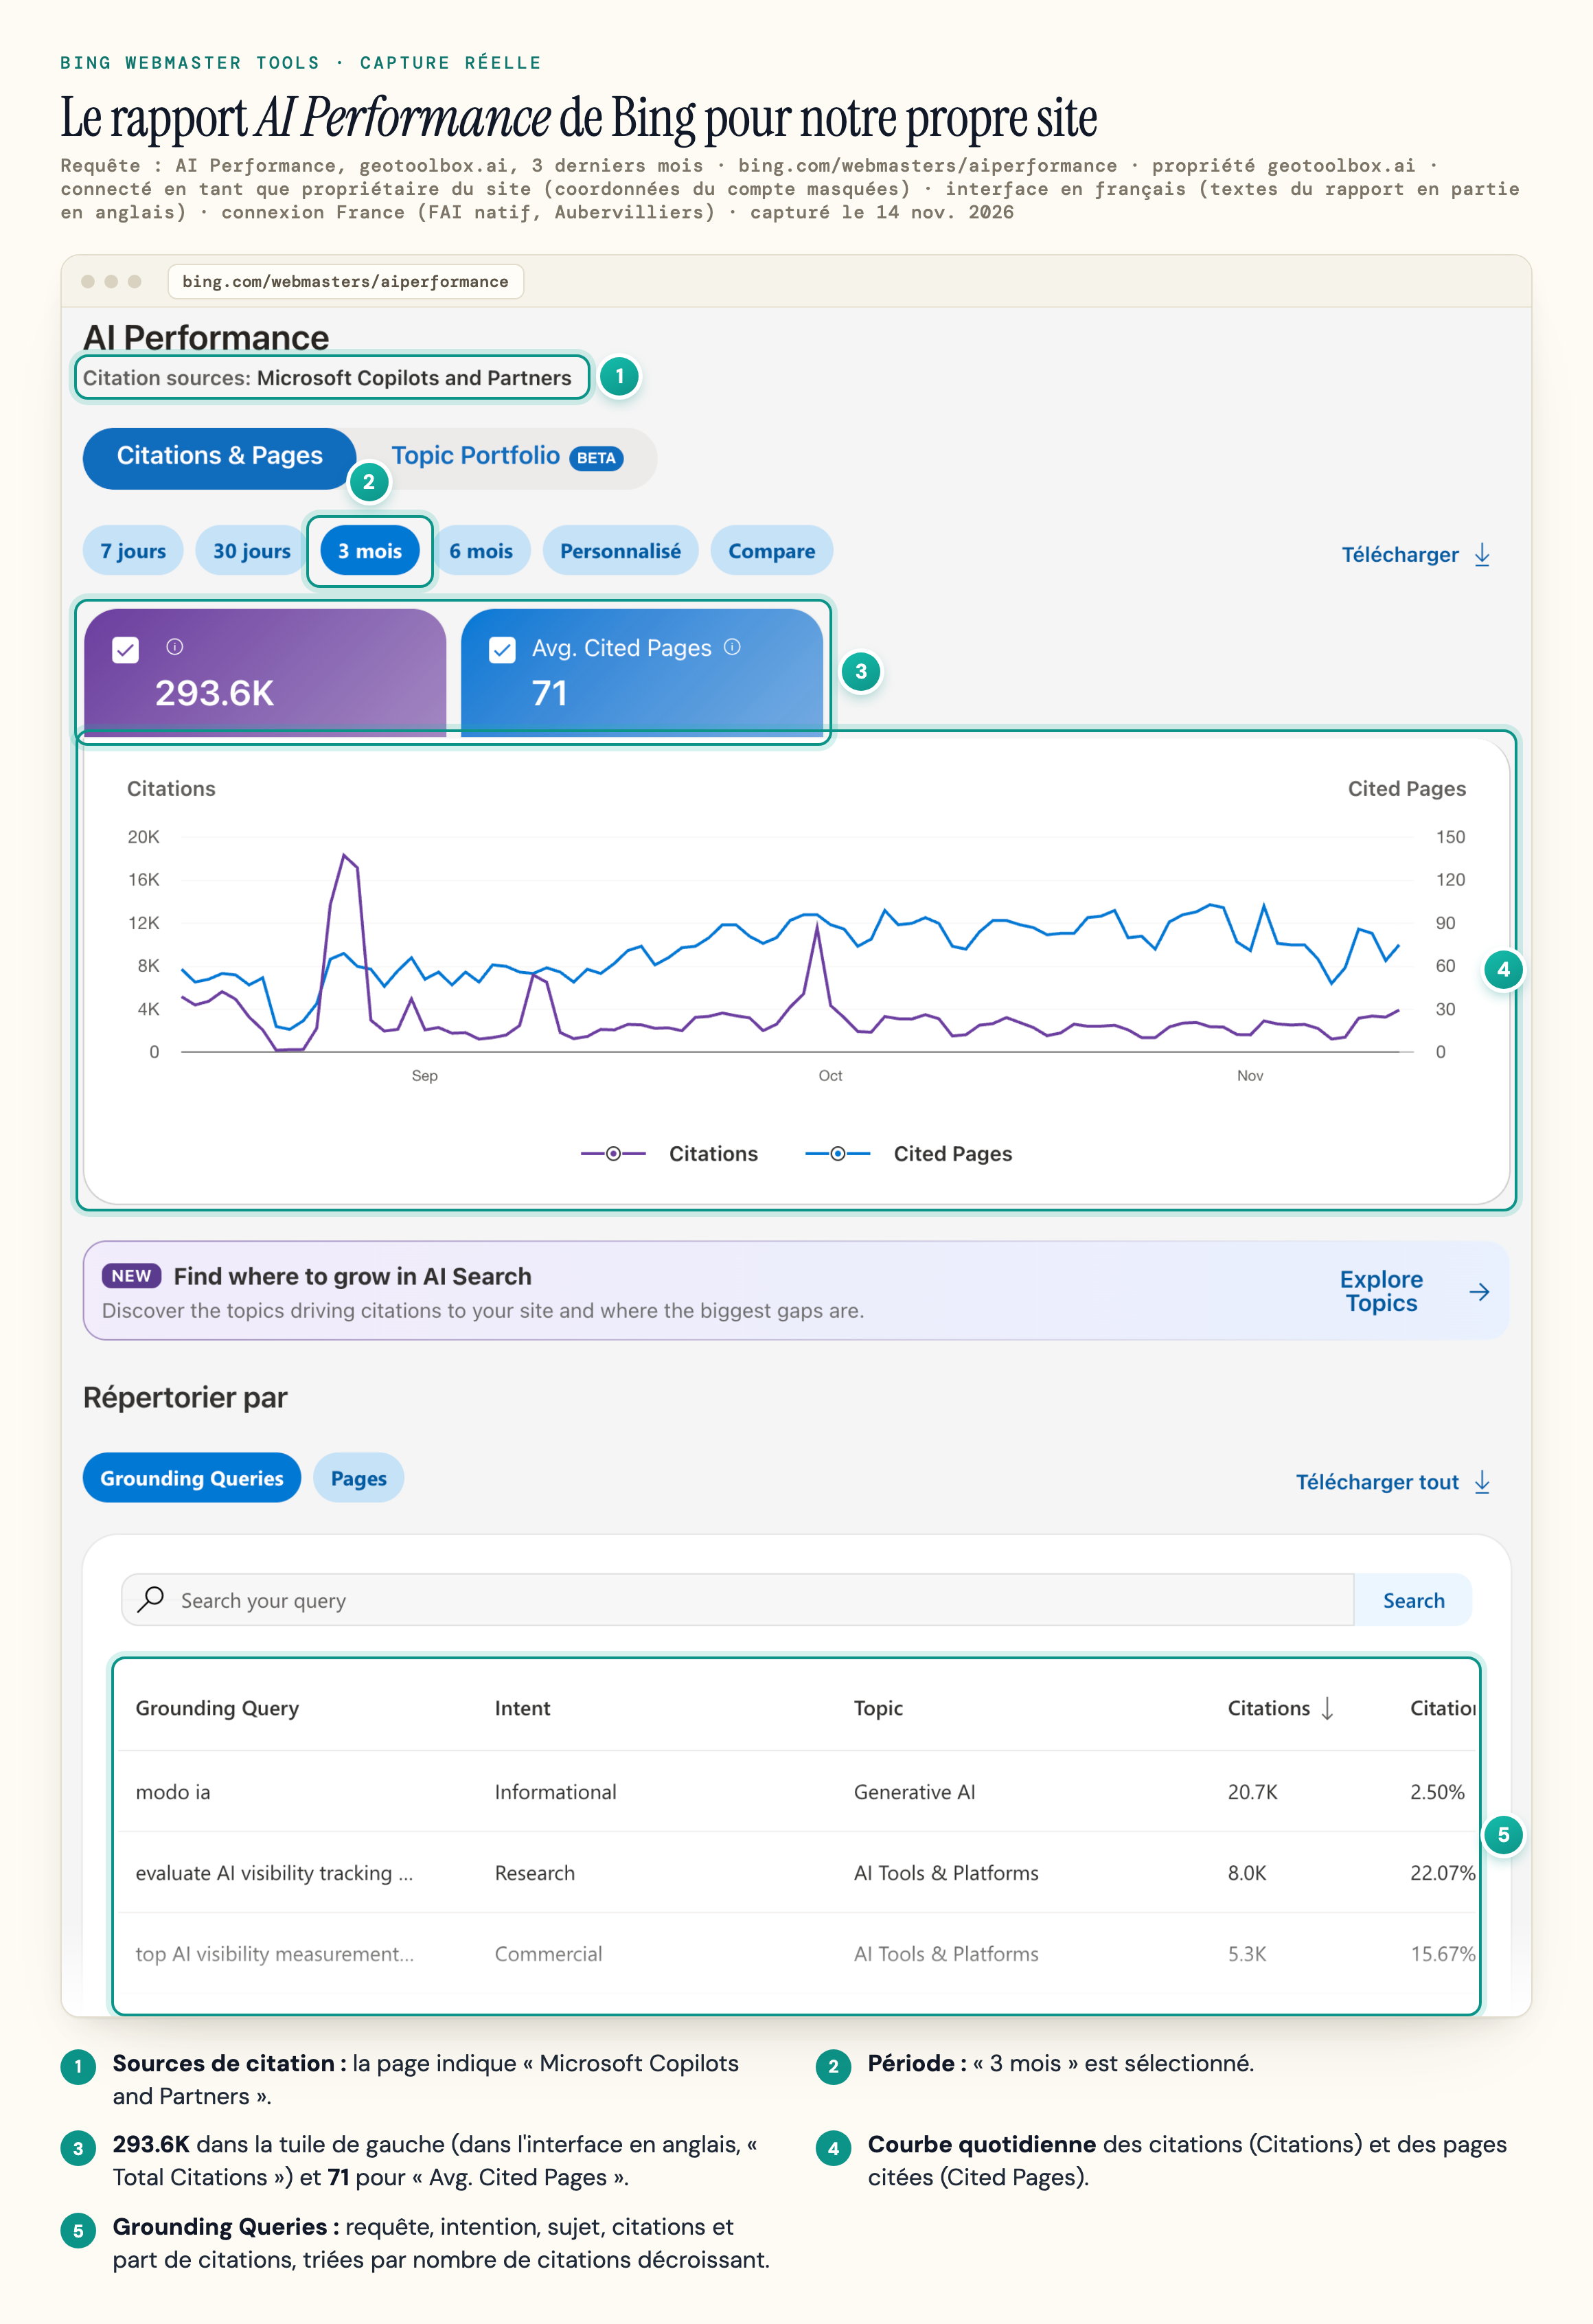 BING WEBMASTER TOOLS · CAPTURE RÉELLE
Le rapport AI Performance de Bing pour notre propre site
Requête : AI Performance, geotoolbox.ai, 3 derniers mois · bing.com/webmasters/aiperformance · propriété geotoolbox.ai ·
connecté en tant que propriétaire du site (coordonnées du compte masquées) · interface en français (textes du rapport en partie
en anglais) · connexion France (FAI natif, Aubervilliers) · capturé le 14 nov. 2026
bing.com/webmasters/aiperformance
AI Performance
Citation sources: Microsoft Copilots and Partners
1
Citations & Pages
Topic Portfolio BETA
2
7 jours
30 jours
3 mois
6 mois
Personnalisé
Compare
Télécharger
293.6K
Avg. Cited Pages
71
3
Citations
Cited Pages
20K
16K
12K
8K
4K
0
150
120
90
60
30
0
Sep
Oct
Nov
4
Citations
Cited Pages
NEW Find where to grow in AI Search
Discover the topics driving citations to your site and where the biggest gaps are.
Explore
Topics
Répertorier par
Grounding Queries
Pages
Télécharger tout
Search your query
Search
Grounding Query Intent Topic Citations Citation
modo ia Informational Generative AI 20.7K 2.50%
evaluate AI visibility tracking ... Research AI Tools & Platforms 8.0K 22.07%
top AI visibility measurement... Commercial AI Tools & Platforms 5.3K 15.67%
5
1 Sources de citation : la page indique « Microsoft Copilots
and Partners ».
2 Période : « 3 mois » est sélectionné.
3 293.6K dans la tuile de gauche (dans l'interface en anglais, «
Total Citations ») et 71 pour « Avg. Cited Pages ».
4 Courbe quotidienne des citations (Citations) et des pages
citées (Cited Pages).
5 Grounding Queries : requête, intention, sujet, citations et
part de citations, triées par nombre de citations décroissant.